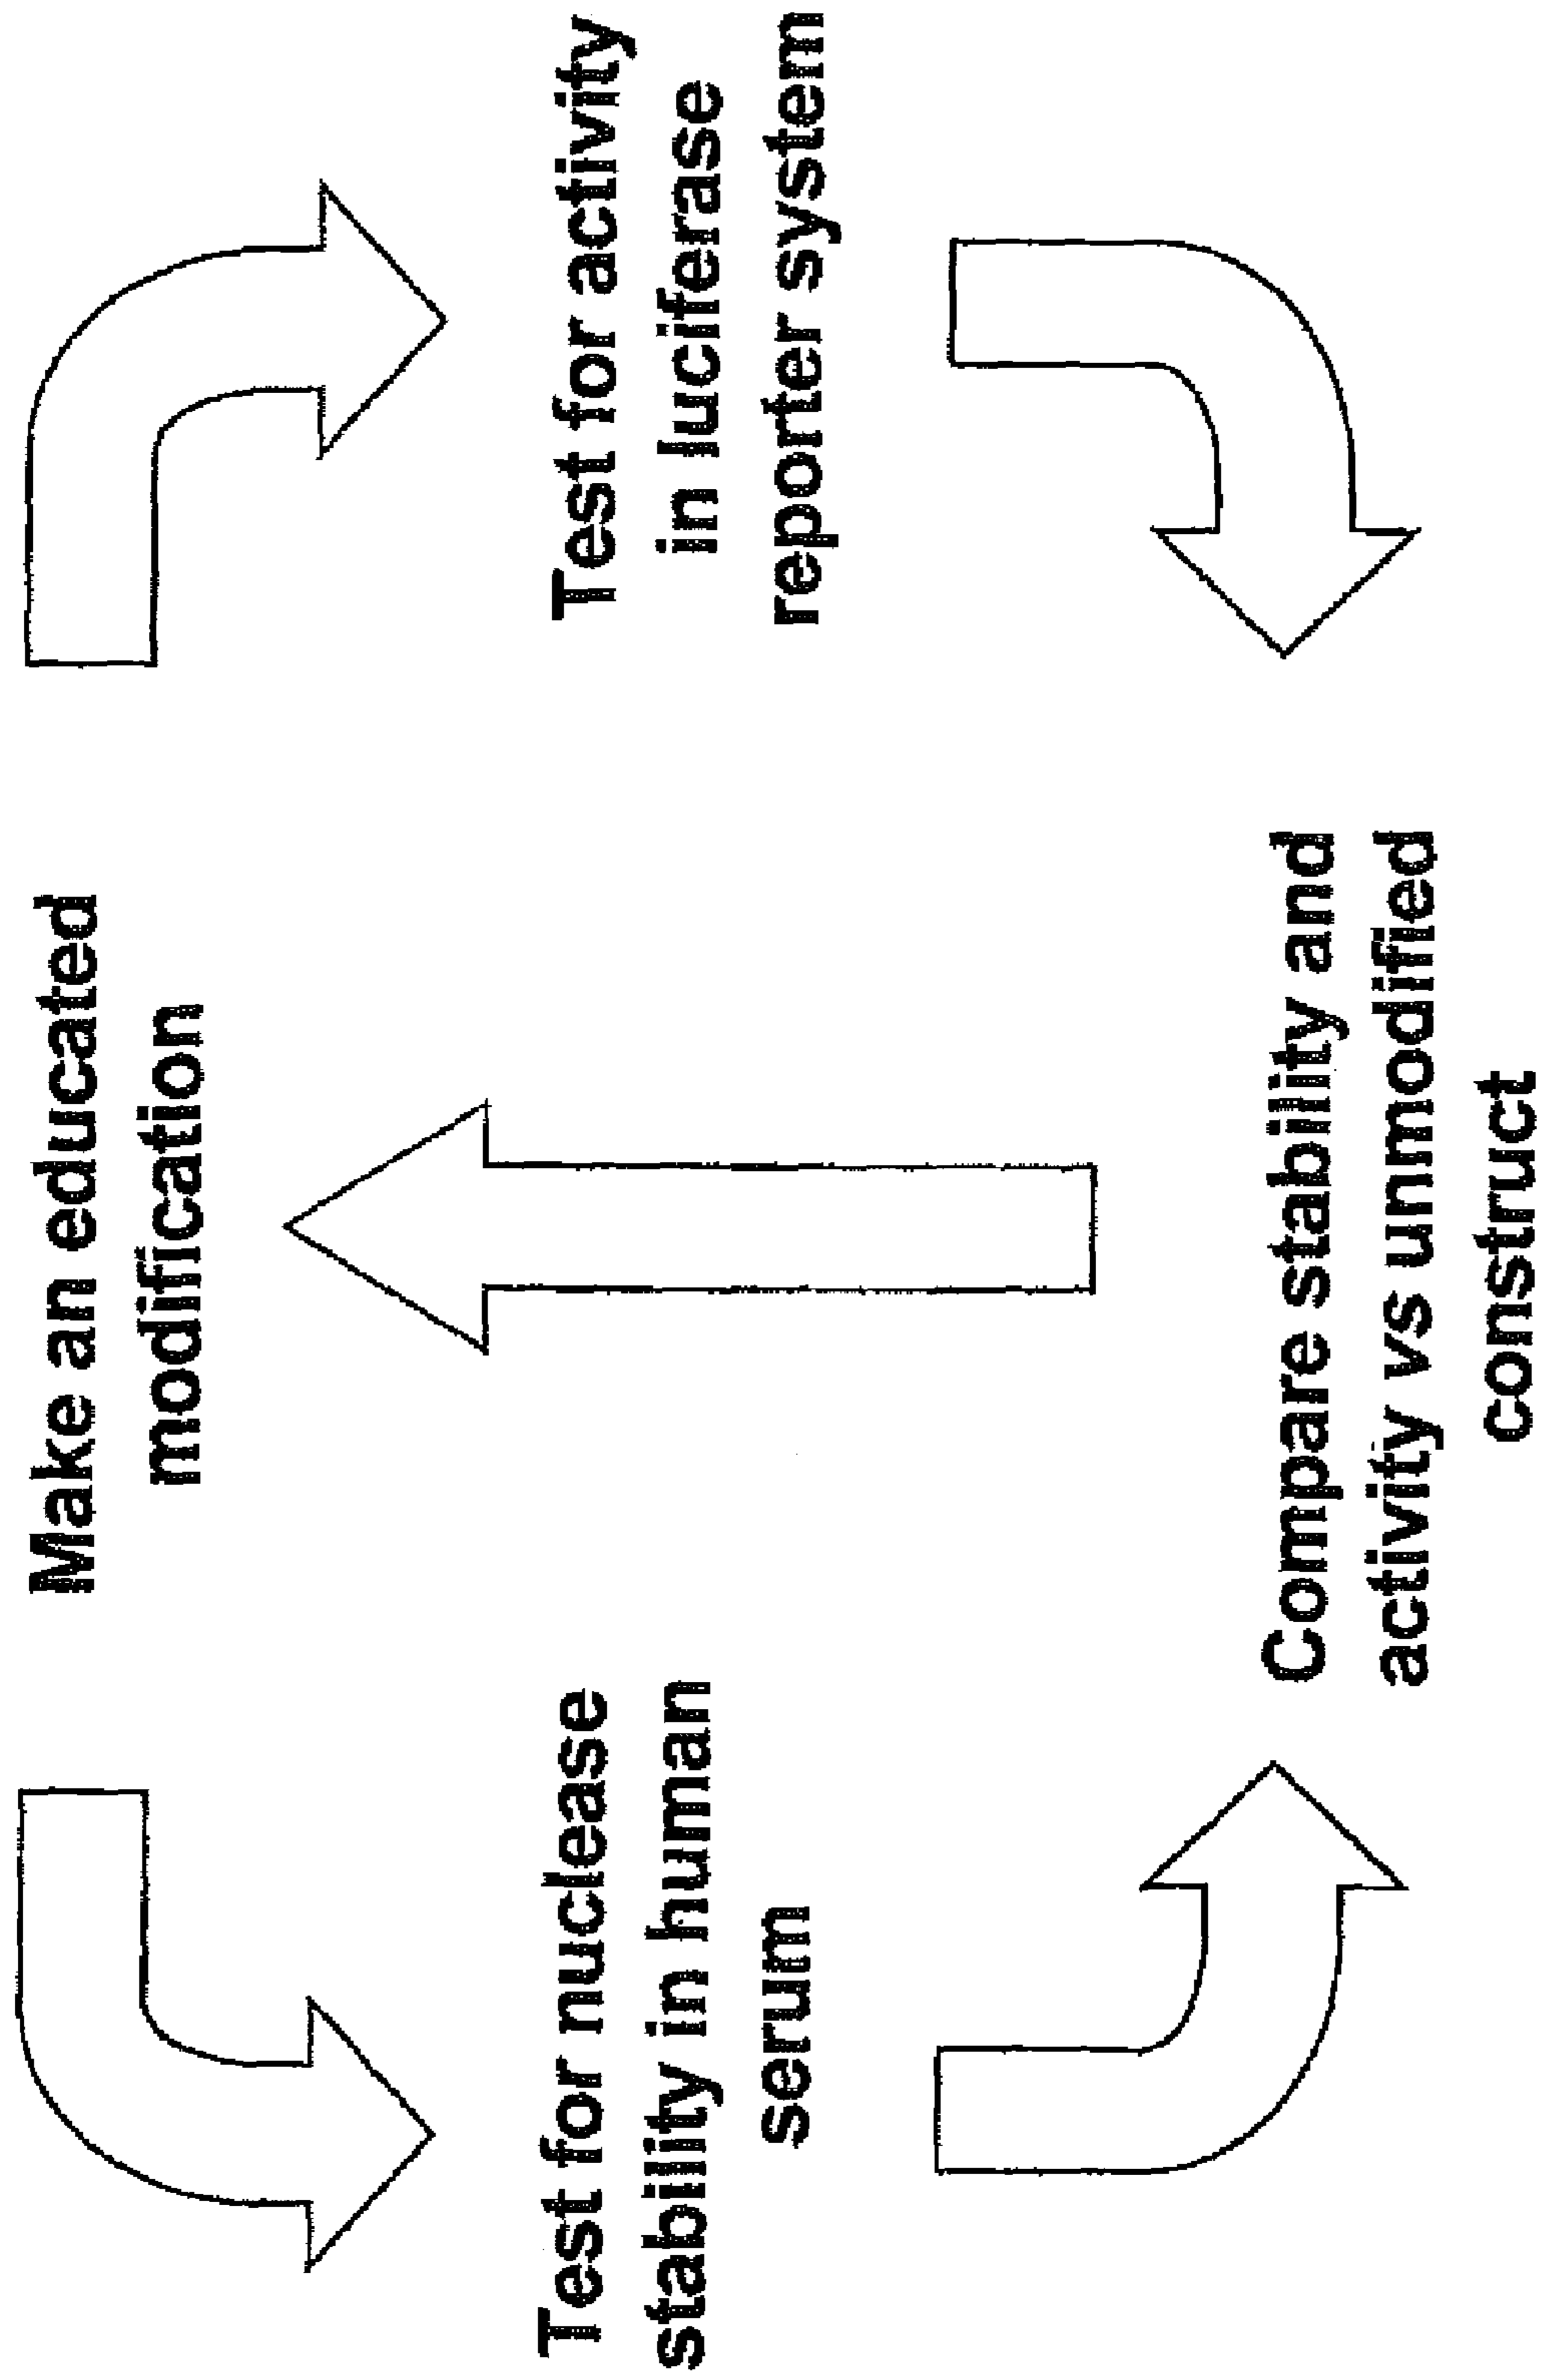 Make an educated
modification
Test for nuclease
stability in human
serum
Test for activity
in luciferase
reporter system
Compare stability and
activity vs unmodified
construct